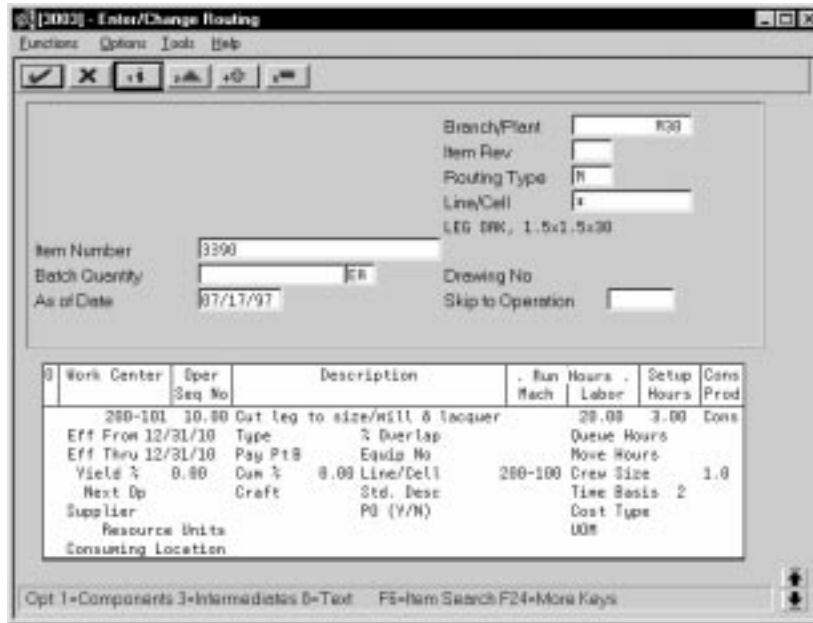 [3003] - Enter/Change Routing
Functions Options Tools Help
Branch/Plant M30
Item Rev
Routing Type M
Line/Cell *
LEG OAK, 1.5x1.5x30
Item Number 3390
Batch Quantity EA Drawing No
As of Date 07/17/97 Skip to Operation
O Work Center Oper Description . Run Hours . Setup Cons
Seq No Mach Labor Hours Prod
200-101 10.00 Cut leg to size/mill & lacquer 20.00 3.00 Cons
Eff From 12/31/10 Type % Overlap Queue Hours
Eff Thru 12/31/10 Pay Pt B Equip No Move Hours
Yield % 0.00 Cum % 0.00 Line/Cell 200-100 Crew Size 1.0
Next Op Craft Std. Desc Time Basis 2
Supplier PO (Y/N) Cost Type
Resource Units UOM
Consuming Location
Opt 1=Components 3=Intermediates 8=Text F6=Item Search F24=More Keys